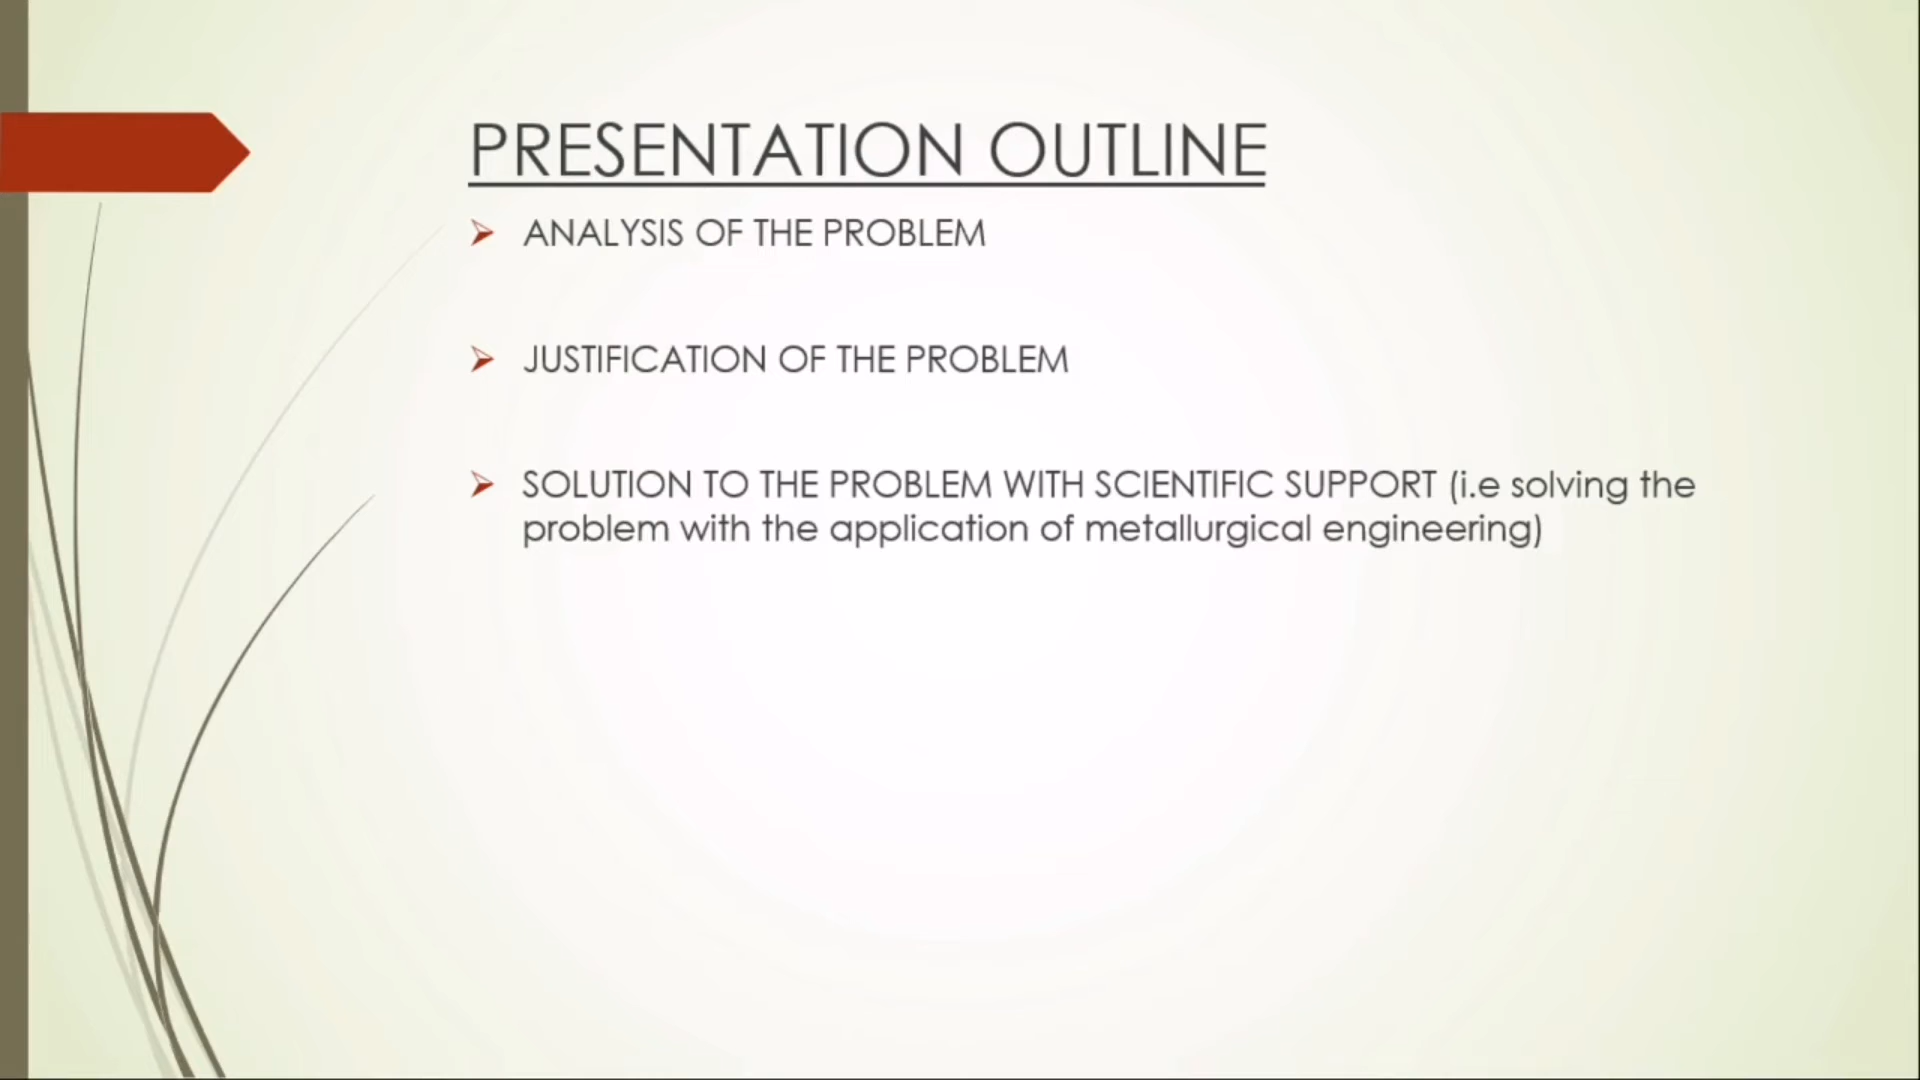 PRESENTATION OUTLINE
ANALYSIS OF THE PROBLEM
JUSTIFICATION OF THE PROBLEM
SOLUTION TO THE PROBLEM WITH SCIENTIFIC SUPPORT (i.e solving the
problem with the application of metallurgical engineering)